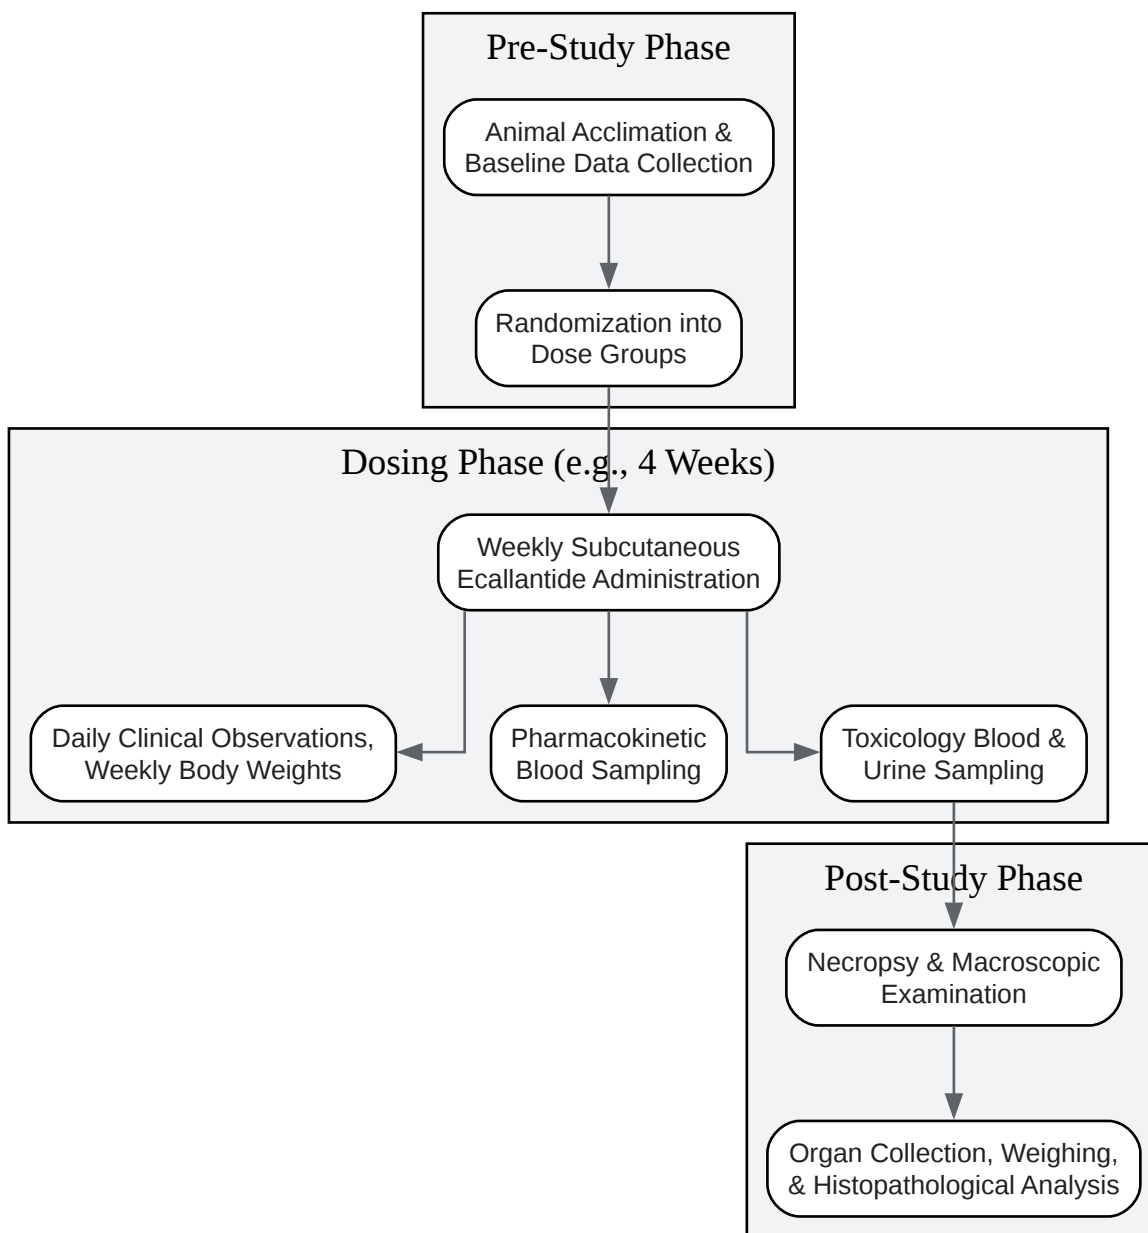 Pre-Study Phase
Animal Acclimation &
Baseline Data Collection
Randomization into
Dose Groups
Dosing Phase (e.g., 4 Weeks)
Weekly Subcutaneous
Ecallantide Administration
Daily Clinical Observations,
Weekly Body Weights
Pharmacokinetic
Blood Sampling
Toxicology Blood &
Urine Sampling
Post-Study Phase
Necropsy & Macroscopic
Examination
Organ Collection, Weighing,
& Histopathological Analysis